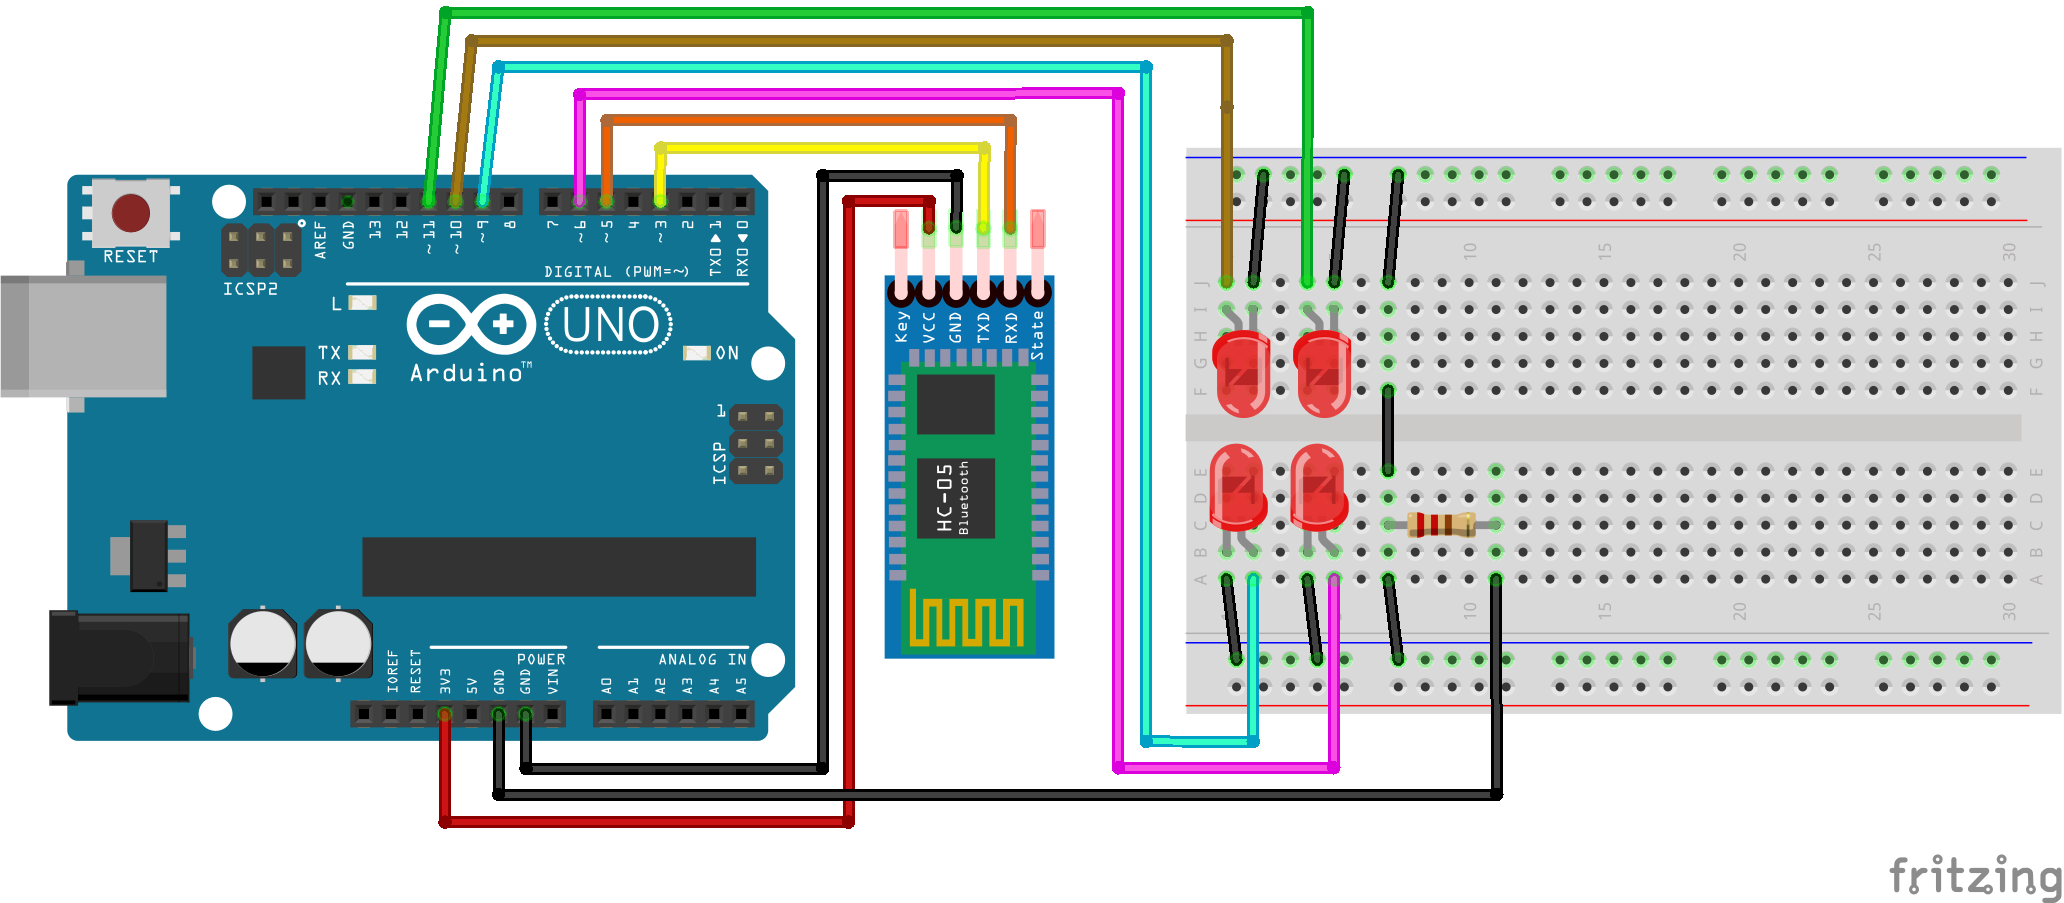 RESET
ICSP2
AREF
GND
13
12
~11
~10
~9
8
7
~6
~5
4
~3
2
TXD▶1
RXD◀0
DIGITAL (PWM=~)
L
TX
RX
UNO
Arduino™
ON
1
ICSP
IOREF
RESET
3V3
5V
GND
GND
VIN
POWER
ANALOG IN
A0
A1
A2
A3
A4
A5
Key
VCC
GND
TXD
RXD
State
HC-05
Bluetooth
10
15
20
25
30
J
I
H
G
F
E
D
C
B
A
J
I
H
G
F
E
D
C
B
A
10
15
20
25
30
fritzing